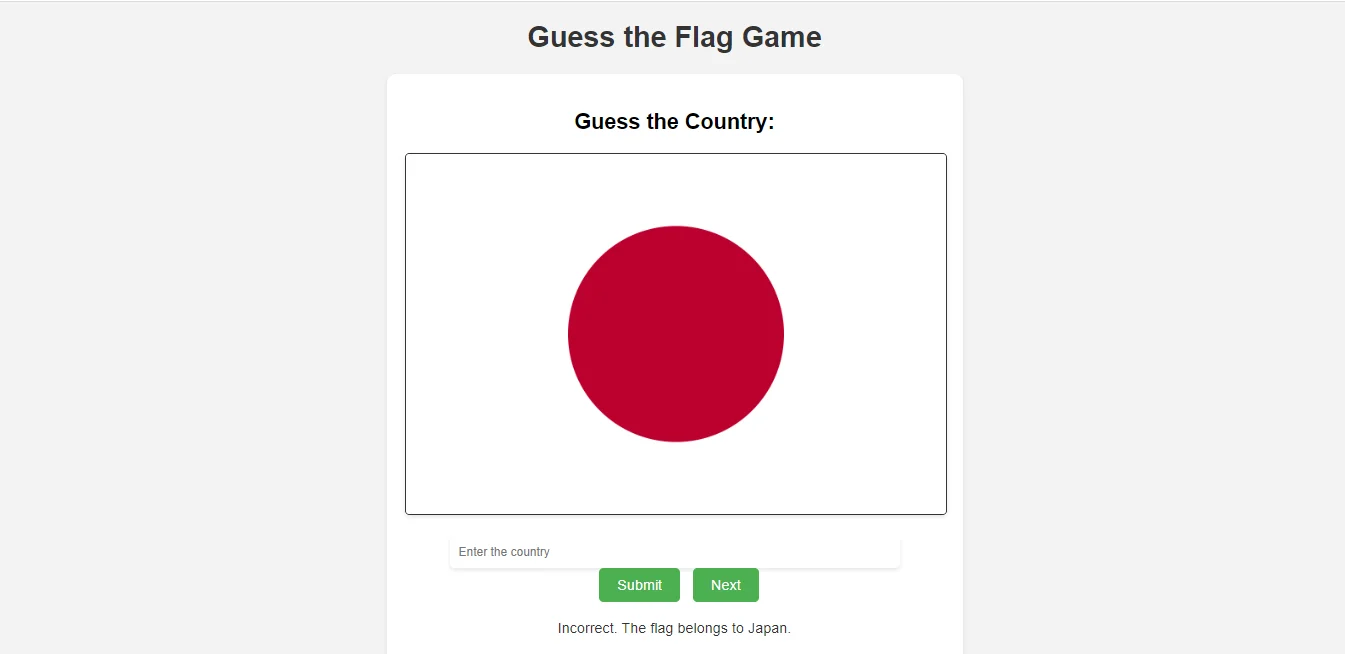 Guess the Flag Game
Guess the Country:
Enter the country
Submit Next
Incorrect. The flag belongs to Japan.